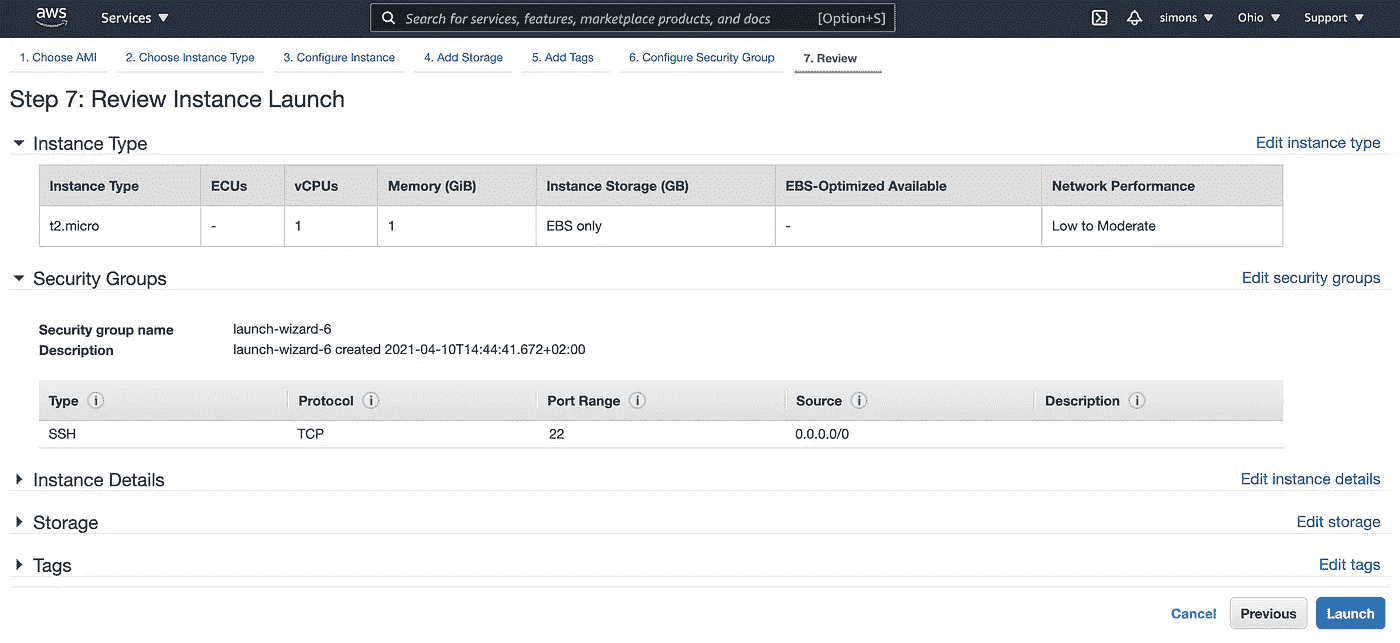 aws Services Search for services, features, marketplace products, and docs [Option+S] simons Ohio Support
1. Choose AMI 2. Choose Instance Type 3. Configure Instance 4. Add Storage 5. Add Tags 6. Configure Security Group 7. Review
Step 7: Review Instance Launch
Instance Type Edit instance type
Instance Type ECUs vCPUs Memory (GiB) Instance Storage (GB) EBS-Optimized Available Network Performance
t2.micro - 1 1 EBS only - Low to Moderate
Security Groups Edit security groups
Security group name launch-wizard-6
Description launch-wizard-6 created 2021-04-10T14:44:41.672+02:00
Type i Protocol i Port Range i Source i Description i
SSH TCP 22 0.0.0.0/0
Instance Details Edit instance details
Storage Edit storage
Tags Edit tags
Cancel Previous Launch